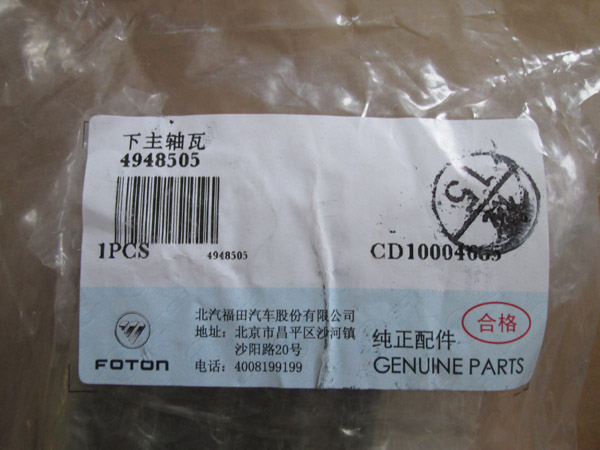 下主轴瓦
4948505
1PCS
4948505
北汽福田汽车股份有限公司
地址：北京市昌平区沙河镇
沙阳路20号
电话：4008199199
FOTON
合格
纯正配件
GENUINE PARTS